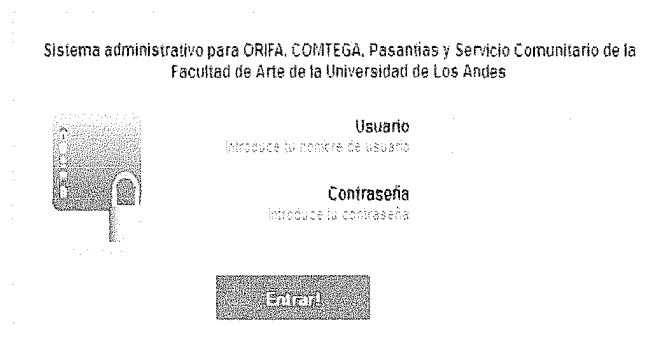 Sistema administrativo para ORIFA, COMTEGA, Pasantias y Servicio Comunitario de la
Facultad de Arte de la Universidad de Los Andes
Usuario
Introduce tu nombre de usuario
Contraseña
Introduce tu contraseña
Entrar!